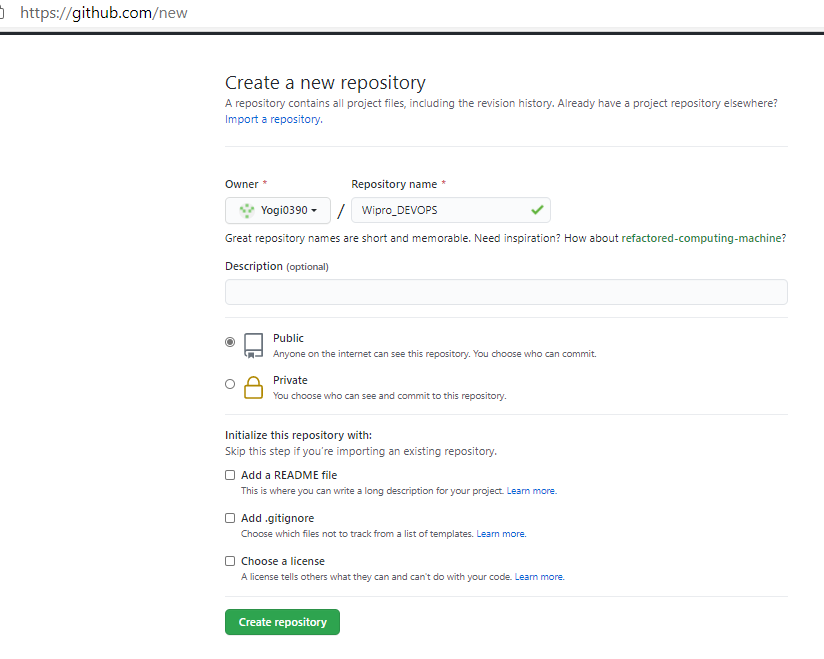 https://github.com/new
Create a new repository
A repository contains all project files, including the revision history. Already have a project repository elsewhere?
Import a repository.
Owner * Repository name *
Yogi0390 / Wipro_DEVOPS
Great repository names are short and memorable. Need inspiration? How about refactored-computing-machine?
Description (optional)
Public
Anyone on the internet can see this repository. You choose who can commit.
Private
You choose who can see and commit to this repository.
Initialize this repository with:
Skip this step if you're importing an existing repository.
Add a README file
This is where you can write a long description for your project. Learn more.
Add .gitignore
Choose which files not to track from a list of templates. Learn more.
Choose a license
A license tells others what they can and can't do with your code. Learn more.
Create repository